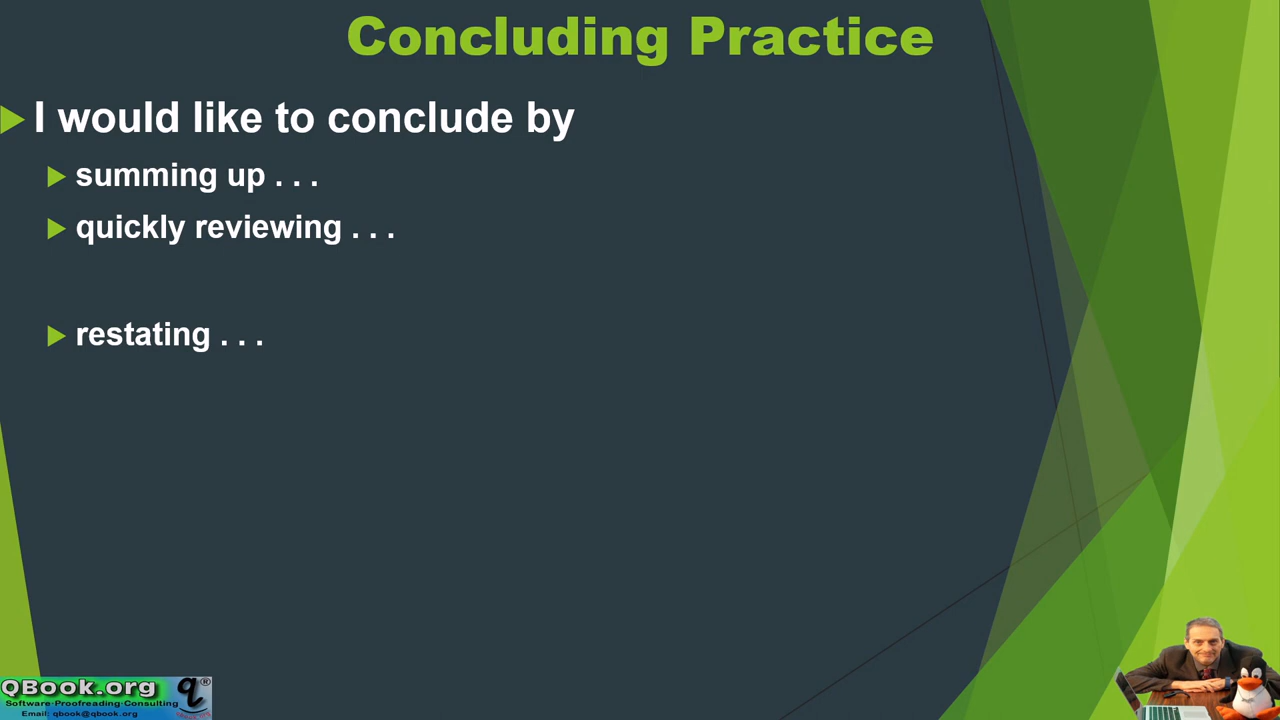 Concluding Practice
I would like to conclude by
summing up . . .
quickly reviewing . . .
restating . . .
QBook.org q®
Software·Proofreading·Consulting
Email: qbook@qbook.org